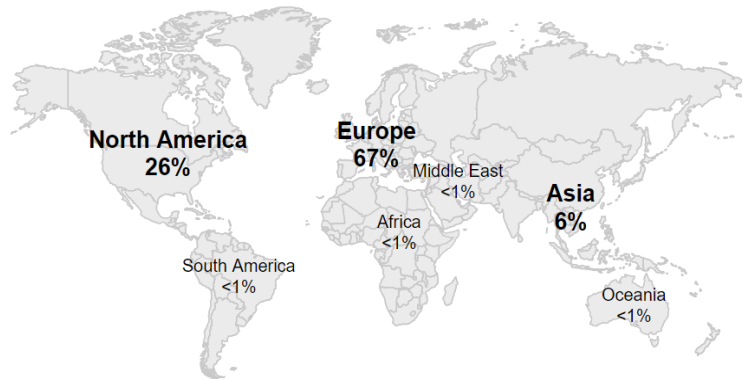 North America
26%
Europe
67%
Middle East
<1%
Asia
6%
Africa
<1%
South America
<1%
Oceania
<1%